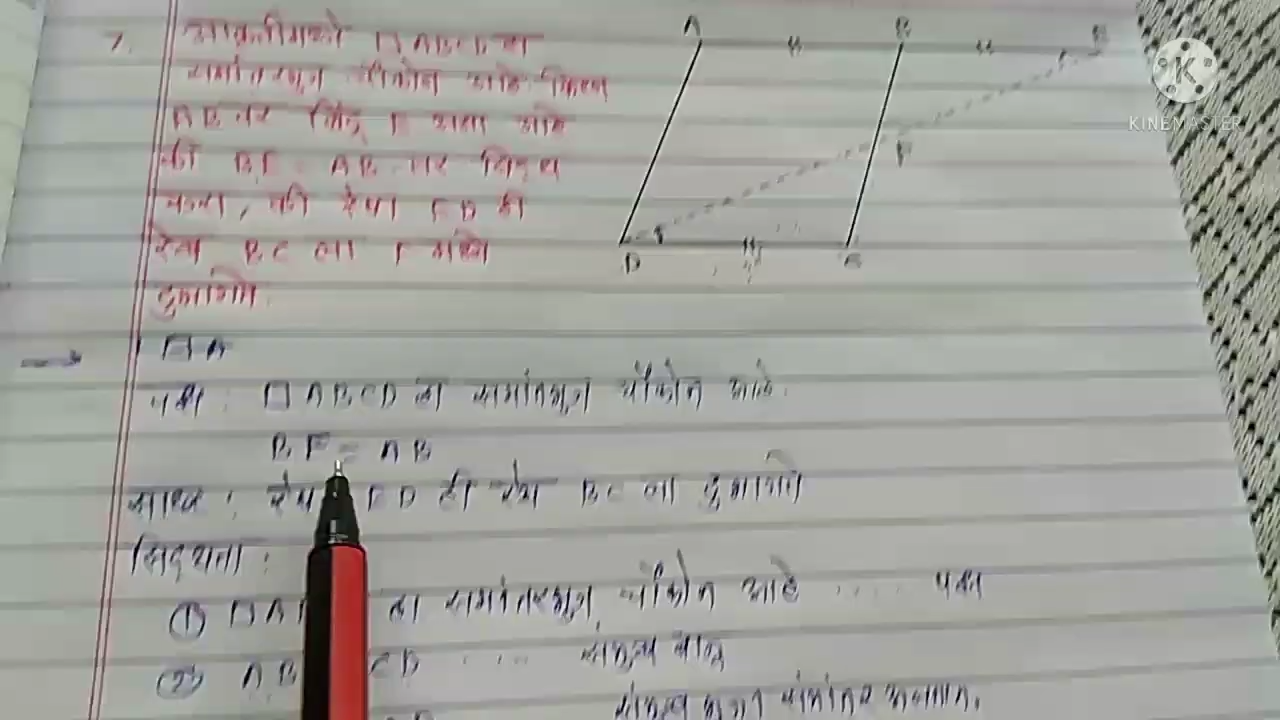 7. आकृतीमध्ये □ABCD हा
समांतरभुज चौकोन आहे. किरण
AB वर बिंदू E असा आहे
की BE = AB तर सिद्ध
करा, की रेषा ED ही
रेख BC ला F मध्ये
दुभागते.
A B E
F
D C
K
KINEMASTER
□A
पक्ष : □ABCD हा समांतरभुज चौकोन आहे.
BE = AB
साध्य : रेषा ED ही रेख BC ला दुभागते
सिद्धता :
① □AB हा समांतरभुज चौकोन आहे ..... पक्ष
② AB CD .... संमुख बाजू